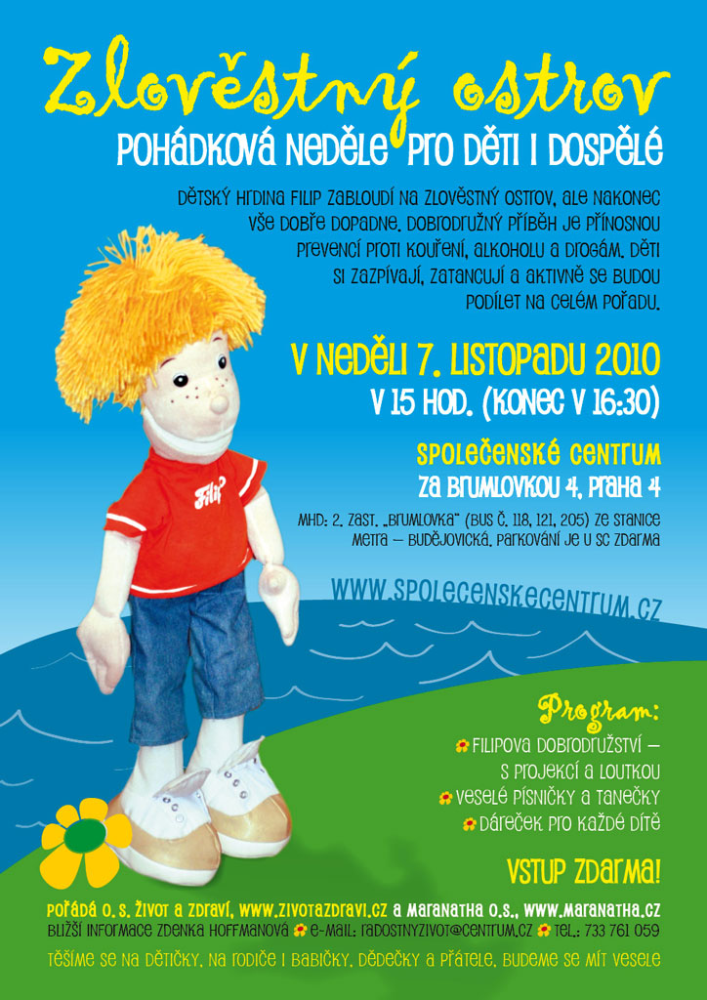 Zlověstný ostrov
POHÁDKOVÁ NEDĚLE PRO DĚTI I DOSPĚLÉ
DĚTSKÝ HRDINA FILIP ZABLOUDÍ NA ZLOVĚSTNÝ OSTROV, ALE NAKONEC
VŠE DOBŘE DOPADNE. DOBRODRUŽNÝ PŘÍBĚH JE PŘÍNOSNOU
PREVENCÍ PROTI KOUŘENÍ, ALKOHOLU A DROGÁM. DĚTI
SI ZAZPÍVAJÍ, ZATANCUJÍ A AKTIVNĚ SE BUDOU
PODÍLET NA CELÉM POŘADU.
V NEDĚLI 7. LISTOPADU 2010
V 15 HOD. (KONEC V 16:30)
SPOLEČENSKÉ CENTRUM
ZA BRUMLOVKOU 4, PRAHA 4
MHD: 2. ZAST. „BRUMLOVKA“ (BUS Č. 118, 121, 205) ZE STANICE
METRA – BUDĚJOVICKÁ. PARKOVÁNÍ JE U SC ZDARMA
WWW.SPOLECENSKECENTRUM.CZ
Filip
Program:
FILIPOVA DOBRODRUŽSTVÍ –
S PROJEKCÍ A LOUTKOU
VESELÉ PÍSNIČKY A TANEČKY
DÁREČEK PRO KAŽDÉ DÍTĚ
VSTUP ZDARMA!
POŘÁDÁ O. S. ŽIVOT A ZDRAVÍ, WWW.ZIVOTAZDRAVI.CZ A MARANATHA O.S., WWW.MARANATHA.CZ
BLIŽŠÍ INFORMACE ZDENKA HOFFMANOVÁ E-MAIL: RADOSTNYZIVOT@CENTRUM.CZ TEL.: 733 761 059
TĚŠÍME SE NA DĚTIČKY, NA RODIČE I BABIČKY, DĚDEČKY A PŘÁTELE. BUDEME SE MÍT VESELE